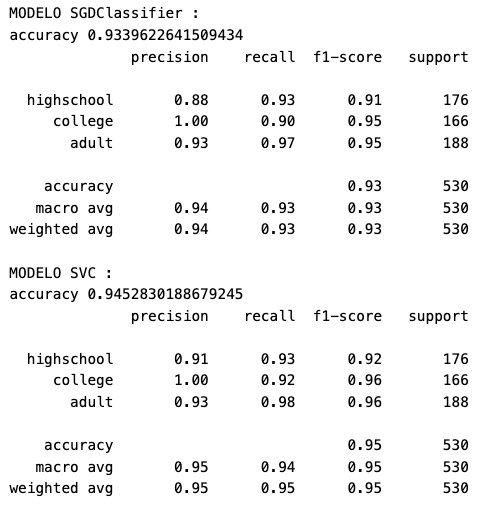 MODELO SGDClassifier :
accuracy 0.9339622641509434
precision recall f1-score support
highschool 0.88 0.93 0.91 176
college 1.00 0.90 0.95 166
adult 0.93 0.97 0.95 188
accuracy 0.93 530
macro avg 0.94 0.93 0.93 530
weighted avg 0.94 0.93 0.93 530
MODELO SVC :
accuracy 0.9452830188679245
precision recall f1-score support
highschool 0.91 0.93 0.92 176
college 1.00 0.92 0.96 166
adult 0.93 0.98 0.96 188
accuracy 0.95 530
macro avg 0.95 0.94 0.95 530
weighted avg 0.95 0.95 0.95 530